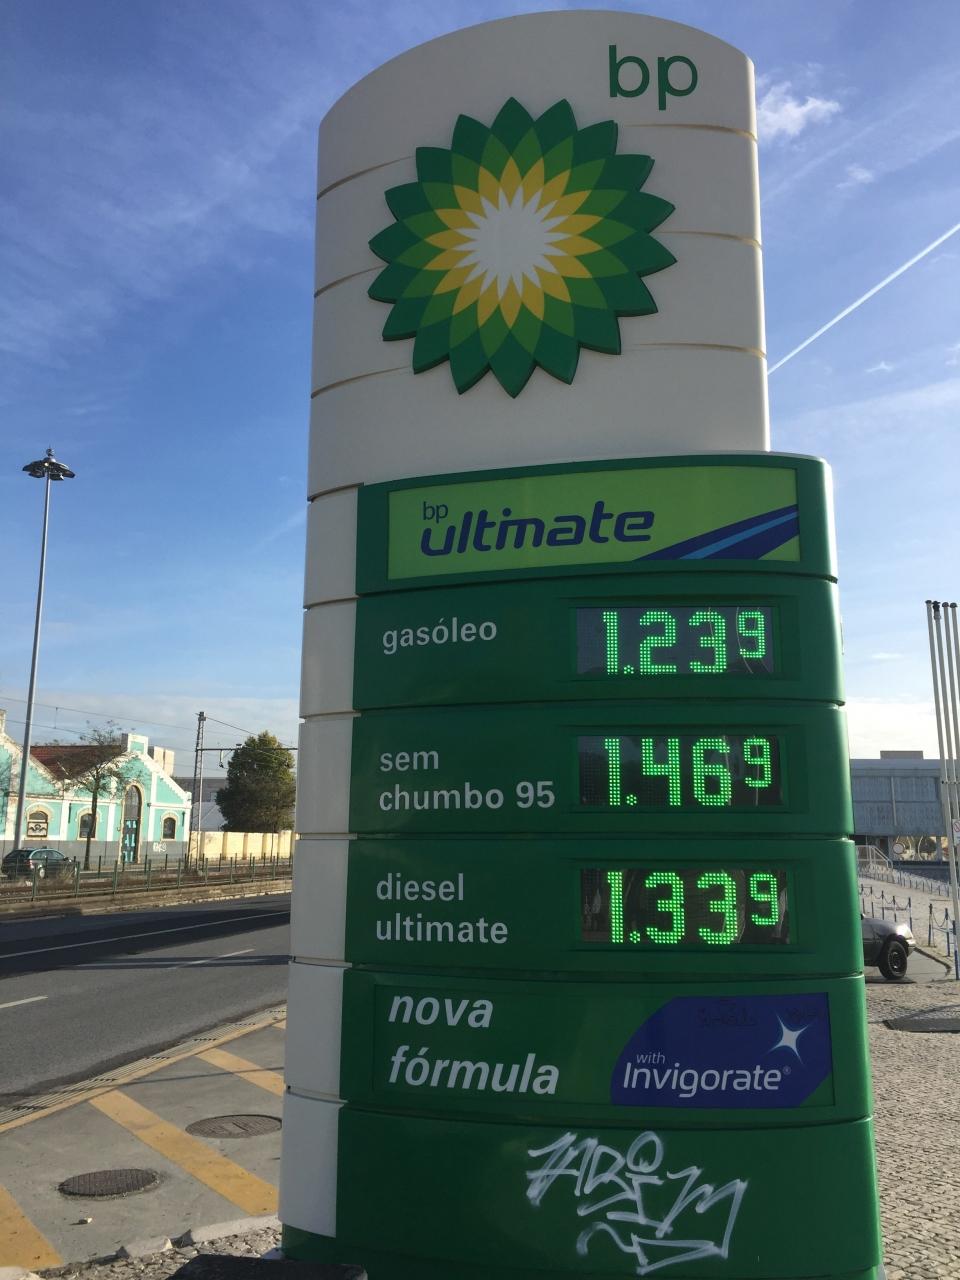 bp
bp
ultimate
gasóleo
1.239
sem
chumbo 95
1.469
diesel
ultimate
1.339
nova
fórmula
with
Invigorate®